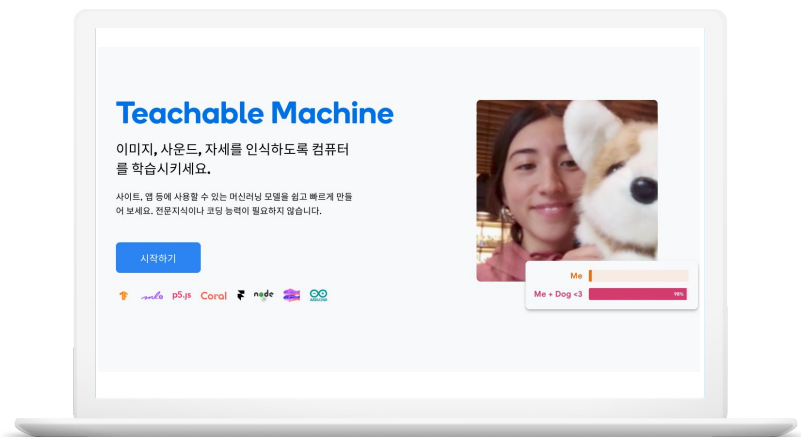 Teachable Machine
이미지, 사운드, 자세를 인식하도록 컴퓨터
를 학습시키세요.
사이트, 앱 등에 사용할 수 있는 머신러닝 모델을 쉽고 빠르게 만들
어 보세요. 전문지식이나 코딩 능력이 필요하지 않습니다.
시작하기
p5.js Coral node
ARDUINO
Me
Me + Dog <3 98%